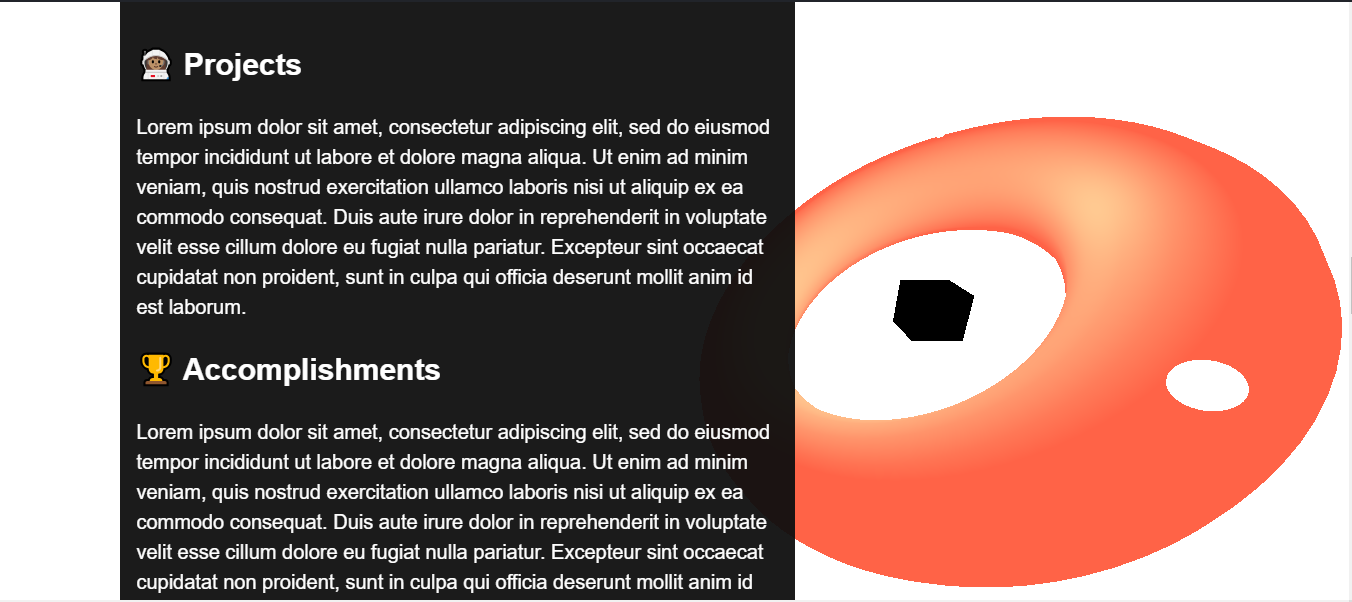 Projects
Lorem ipsum dolor sit amet, consectetur adipiscing elit, sed do eiusmod
tempor incididunt ut labore et dolore magna aliqua. Ut enim ad minim
veniam, quis nostrud exercitation ullamco laboris nisi ut aliquip ex ea
commodo consequat. Duis aute irure dolor in reprehenderit in voluptate
velit esse cillum dolore eu fugiat nulla pariatur. Excepteur sint occaecat
cupidatat non proident, sunt in culpa qui officia deserunt mollit anim id
est laborum.
Accomplishments
Lorem ipsum dolor sit amet, consectetur adipiscing elit, sed do eiusmod
tempor incididunt ut labore et dolore magna aliqua. Ut enim ad minim
veniam, quis nostrud exercitation ullamco laboris nisi ut aliquip ex ea
commodo consequat. Duis aute irure dolor in reprehenderit in voluptate
velit esse cillum dolore eu fugiat nulla pariatur. Excepteur sint occaecat
cupidatat non proident, sunt in culpa qui officia deserunt mollit anim id